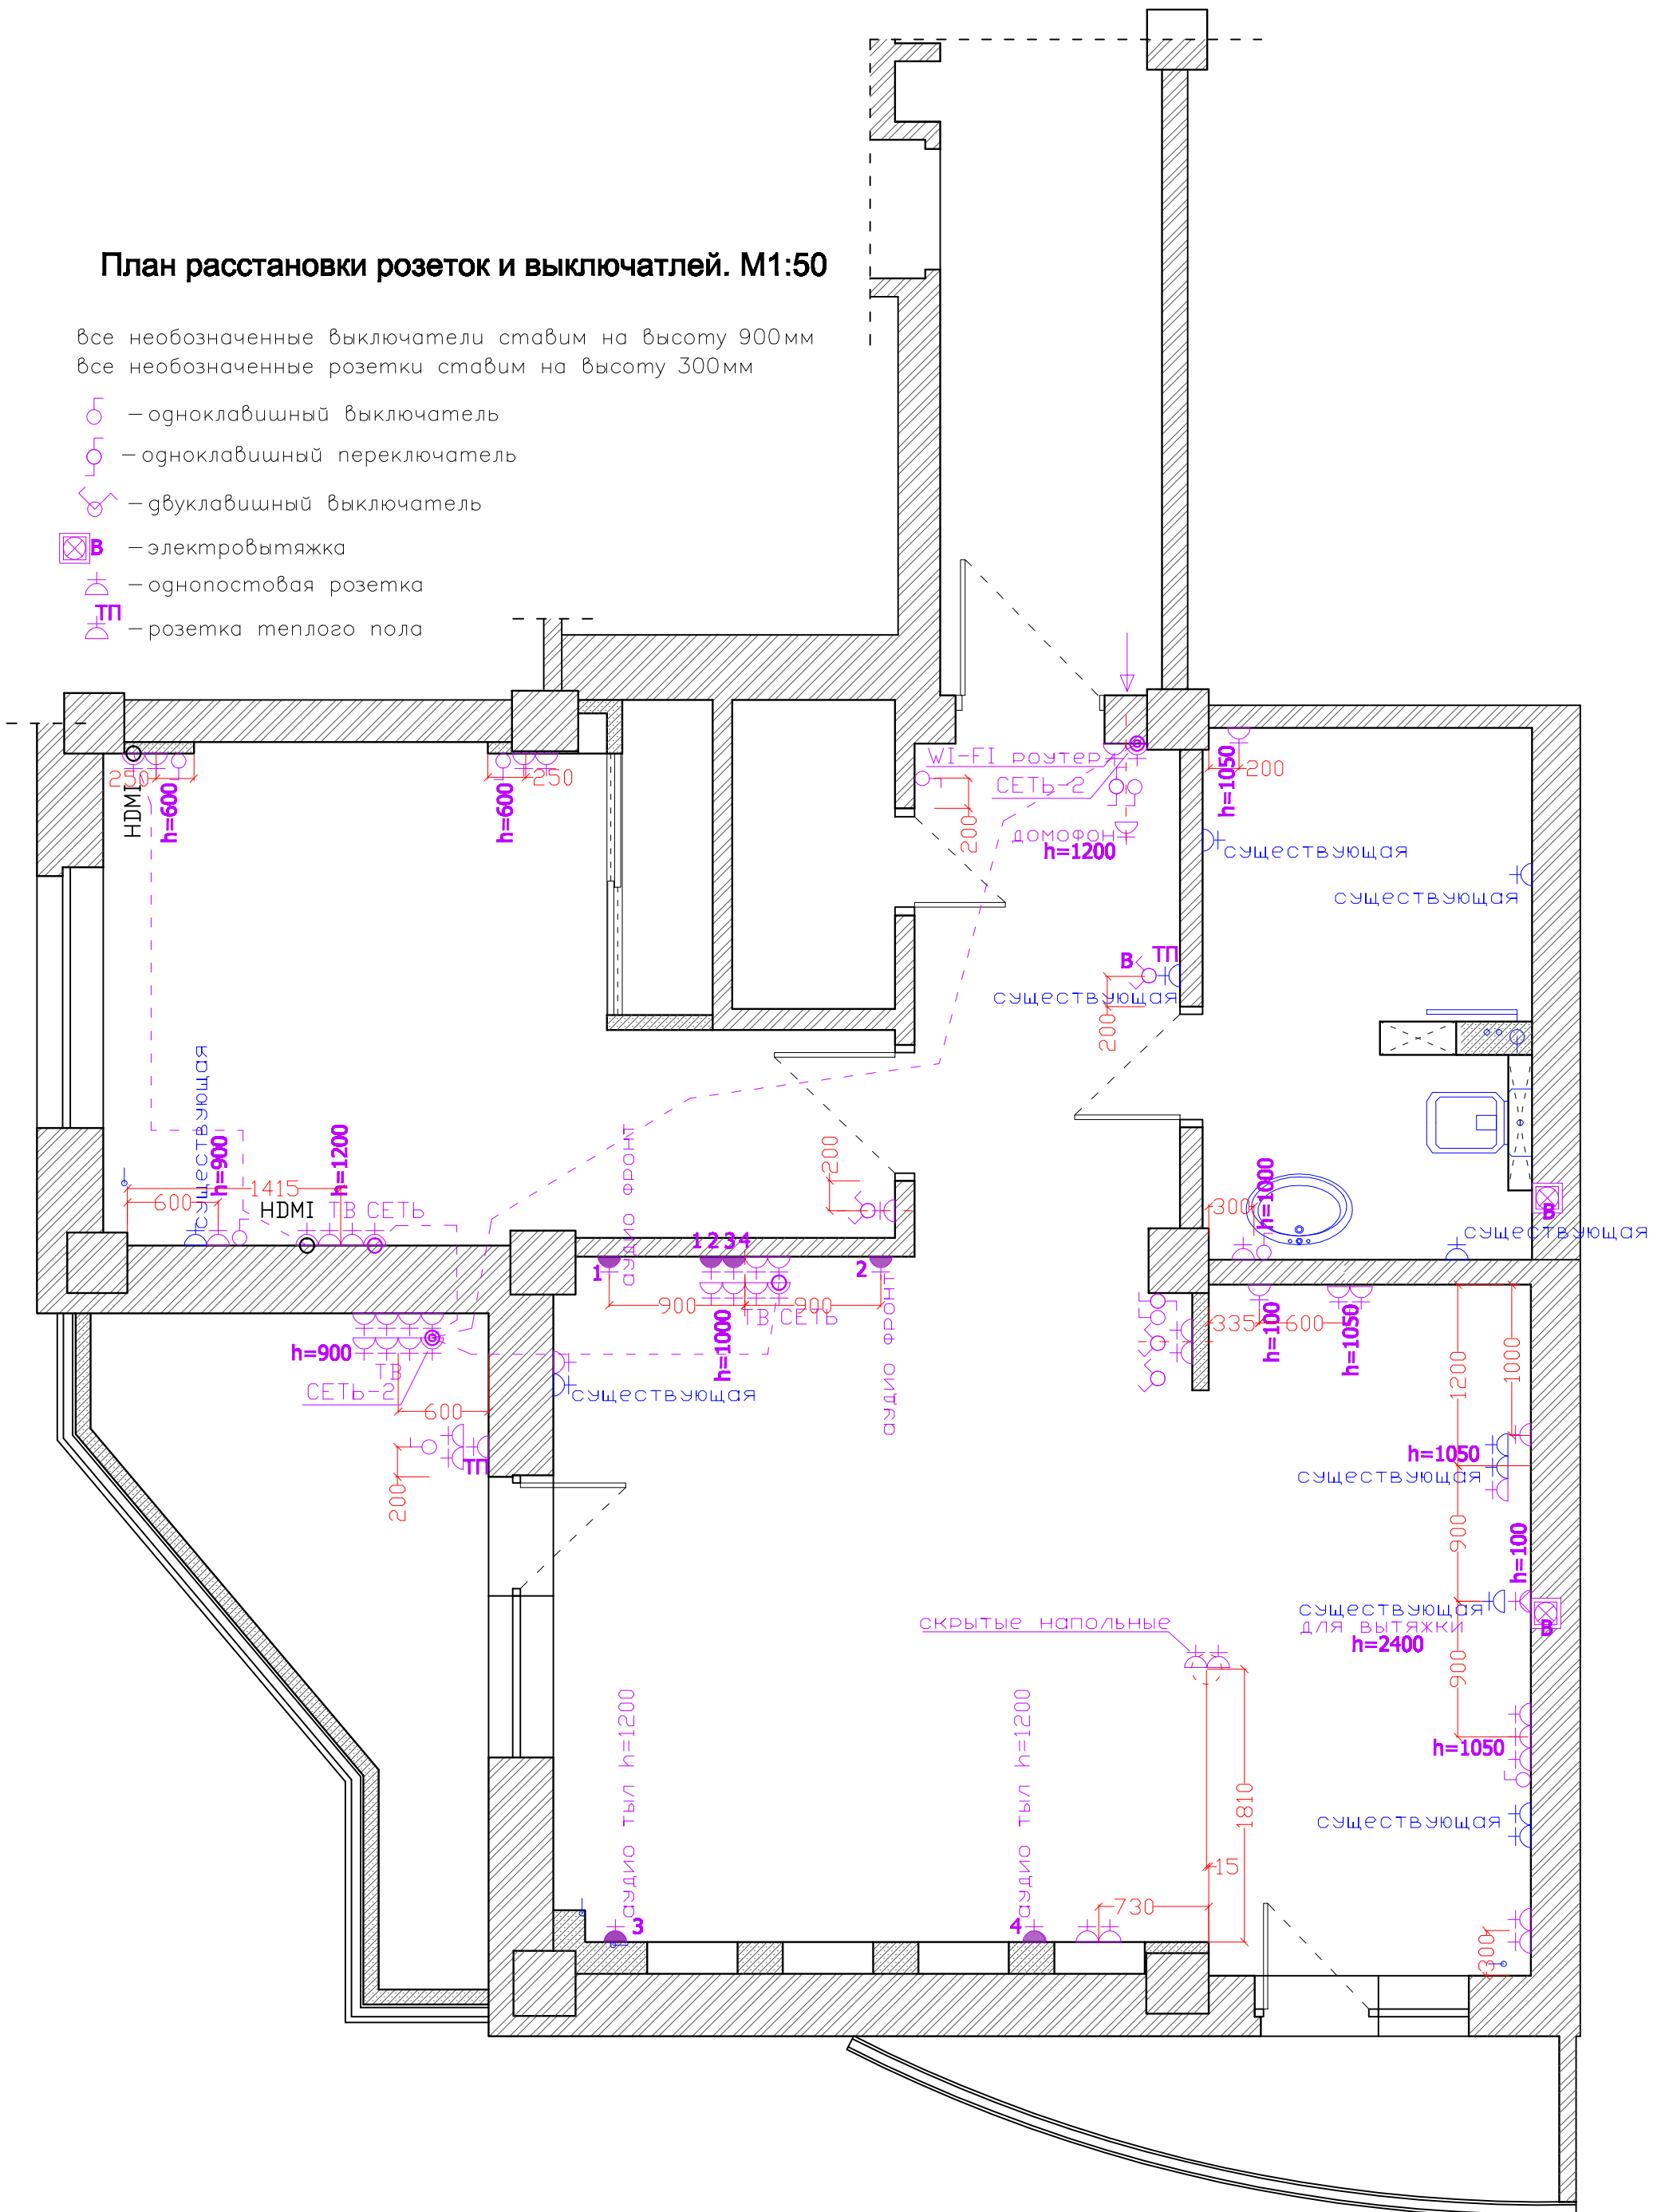 План расстановки розеток и выключатлей. М1:50
все необозначенные выключатели ставим на высоту 900мм
все необозначенные розетки ставим на высоту 300мм
– одноклавишный выключатель
– одноклавишный переключатель
– двуклавишный выключатель
В – электровытяжка
– однопостовая розетка
ТП
– розетка теплого пола
250
HDMI
h=600
h=600
250
WI-FI роутер
СЕТЬ-2
200
домофон
h=1200
h=1050
200
существующая
существующая
В ТП
существующая
200
существующая
h=900
h=1200
1415
600
HDMI
ТВ СЕТЬ
аудио фронт
200
300
h=1000
В
существующая
1 2 3 4
1
2
900
900
h=1000
ТВ СЕТЬ
аудио фронт
h=900
ТВ
СЕТЬ-2
600
существующая
200
ТП
335
h=100
600
h=1050
1200
1000
h=1050
существующая
900
h=100
существующая
для вытяжки
h=2400
В
900
скрытые напольные
h=1050
1810
15
существующая
аудио тыл h=1200
аудио тыл h=1200
730
3
4
300